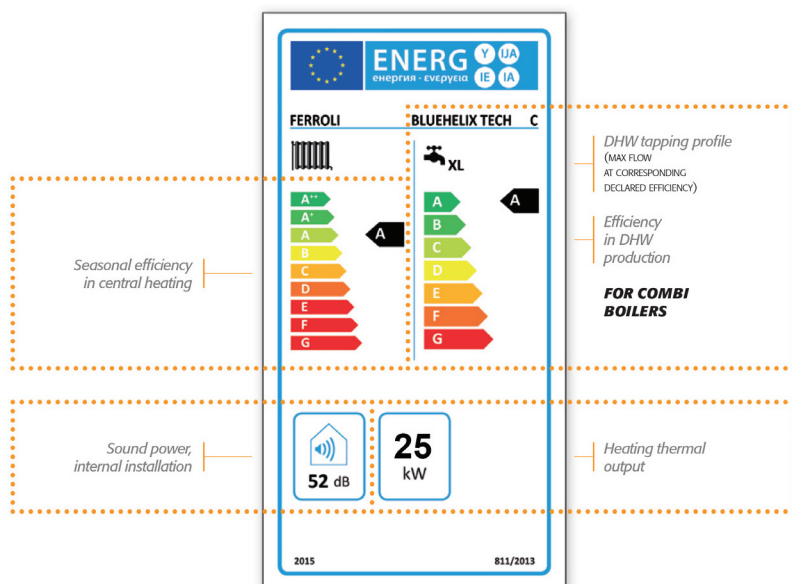 ENERG
Y
IJA
IE
IA
енергия - ενεργεια
FERROLI
BLUEHELIX TECH C
XL
A++
A+
A
B
C
D
E
F
G
A
A
B
C
D
E
F
G
A
DHW tapping profile
(MAX FLOW
AT CORRESPONDING
DECLARED EFFICIENCY)
Efficiency
in DHW
production
FOR COMBI
BOILERS
Seasonal efficiency
in central heating
Sound power,
internal installation
52 dB
25
kW
Heating thermal
output
2015
811/2013